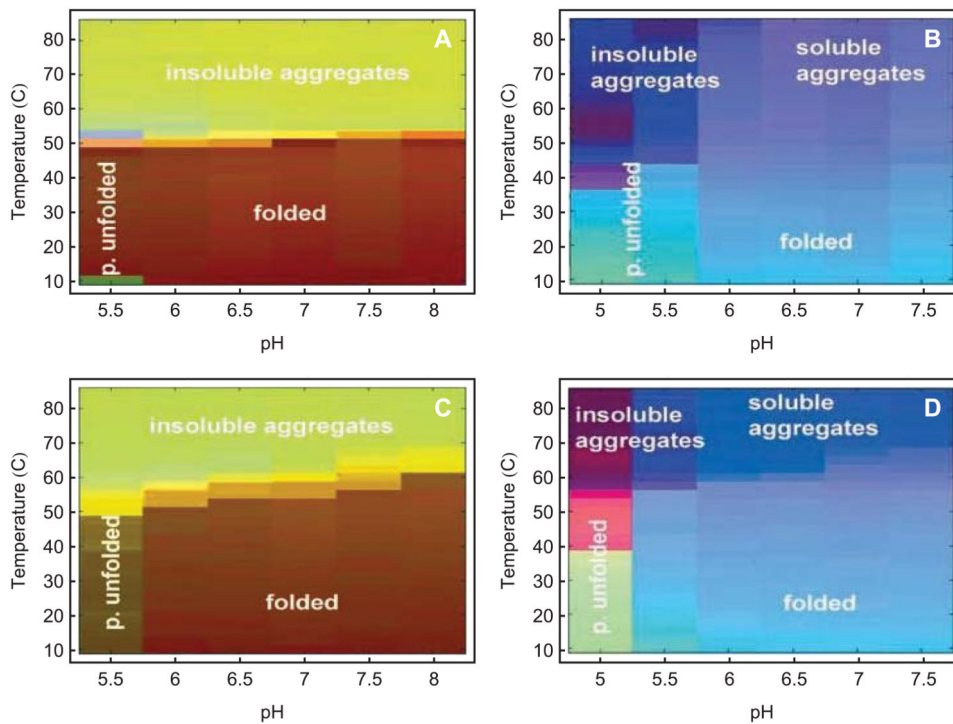 A
insoluble aggregates
p. unfolded
folded
Temperature (C)
80
70
60
50
40
30
20
10
5.5 6 6.5 7 7.5 8
pH
B
insoluble
aggregates
soluble
aggregates
p. unfolded
folded
Temperature (C)
80
70
60
50
40
30
20
10
5 5.5 6 6.5 7 7.5
pH
C
insoluble aggregates
p. unfolded
folded
Temperature (C)
80
70
60
50
40
30
20
10
5.5 6 6.5 7 7.5 8
pH
D
insoluble
aggregates
soluble
aggregates
p. unfolded
folded
Temperature (C)
80
70
60
50
40
30
20
10
5 5.5 6 6.5 7 7.5
pH